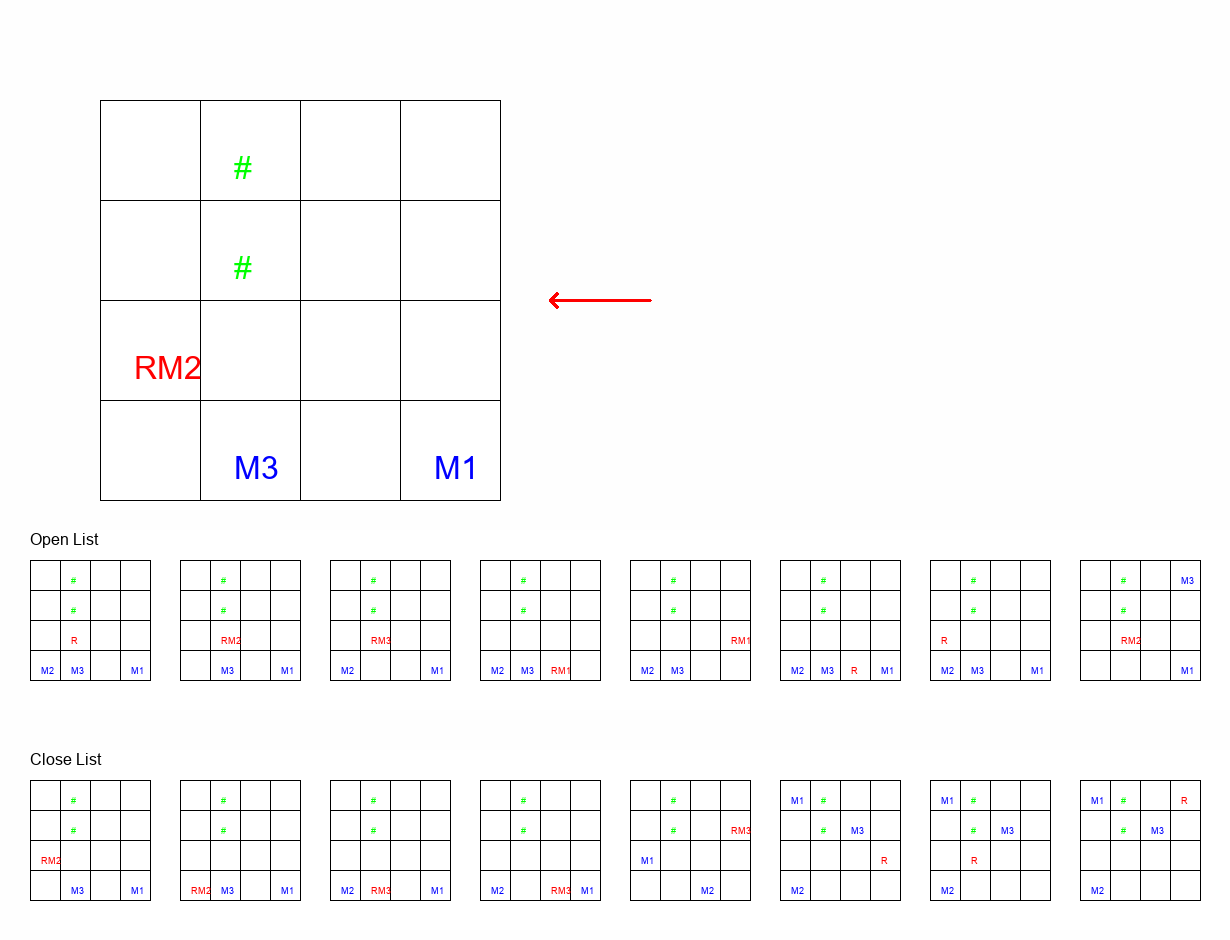 #
#
RM2
M3 M1
Open List
# # # # # # # # M3
# # # # # # # #
R RM2 RM3 RM1 R RM2
M2 M3 M1 M3 M1 M2 M1 M2 M3 RM1 M2 M3 M2 M3 R M1 M2 M3 M1 M1
Close List
# # # # # M1 # M1 # M1 # R
# # # # # RM3 # M3 # M3 # M3
RM2 M1 R R
M3 M1 RM2 M3 M1 M2 RM3 M1 M2 RM3 M1 M2 M2 M2 M2